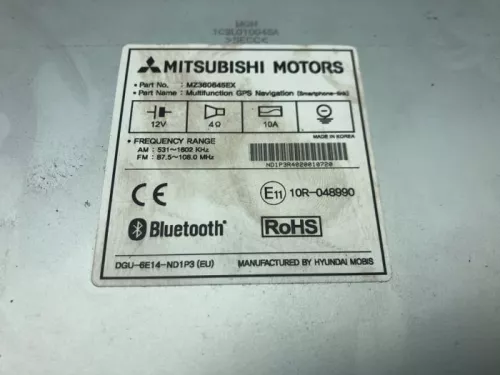 MITSUBISHI MOTORS
• Part No. : MZ360645EX
• Part Name : Multifunction GPS Navigation (Smartphone-link)
12V 4Ω 10A
• FREQUENCY RANGE
MADE IN KOREA
AM : 531~1602 KHz
FM : 87.5~108.0 MHz
ND1P3R4020010720
CE E11 10R-048990
Bluetooth® RoHS
DGU-6E14-ND1P3 (EU) MANUFACTURED BY HYUNDAI MOBIS